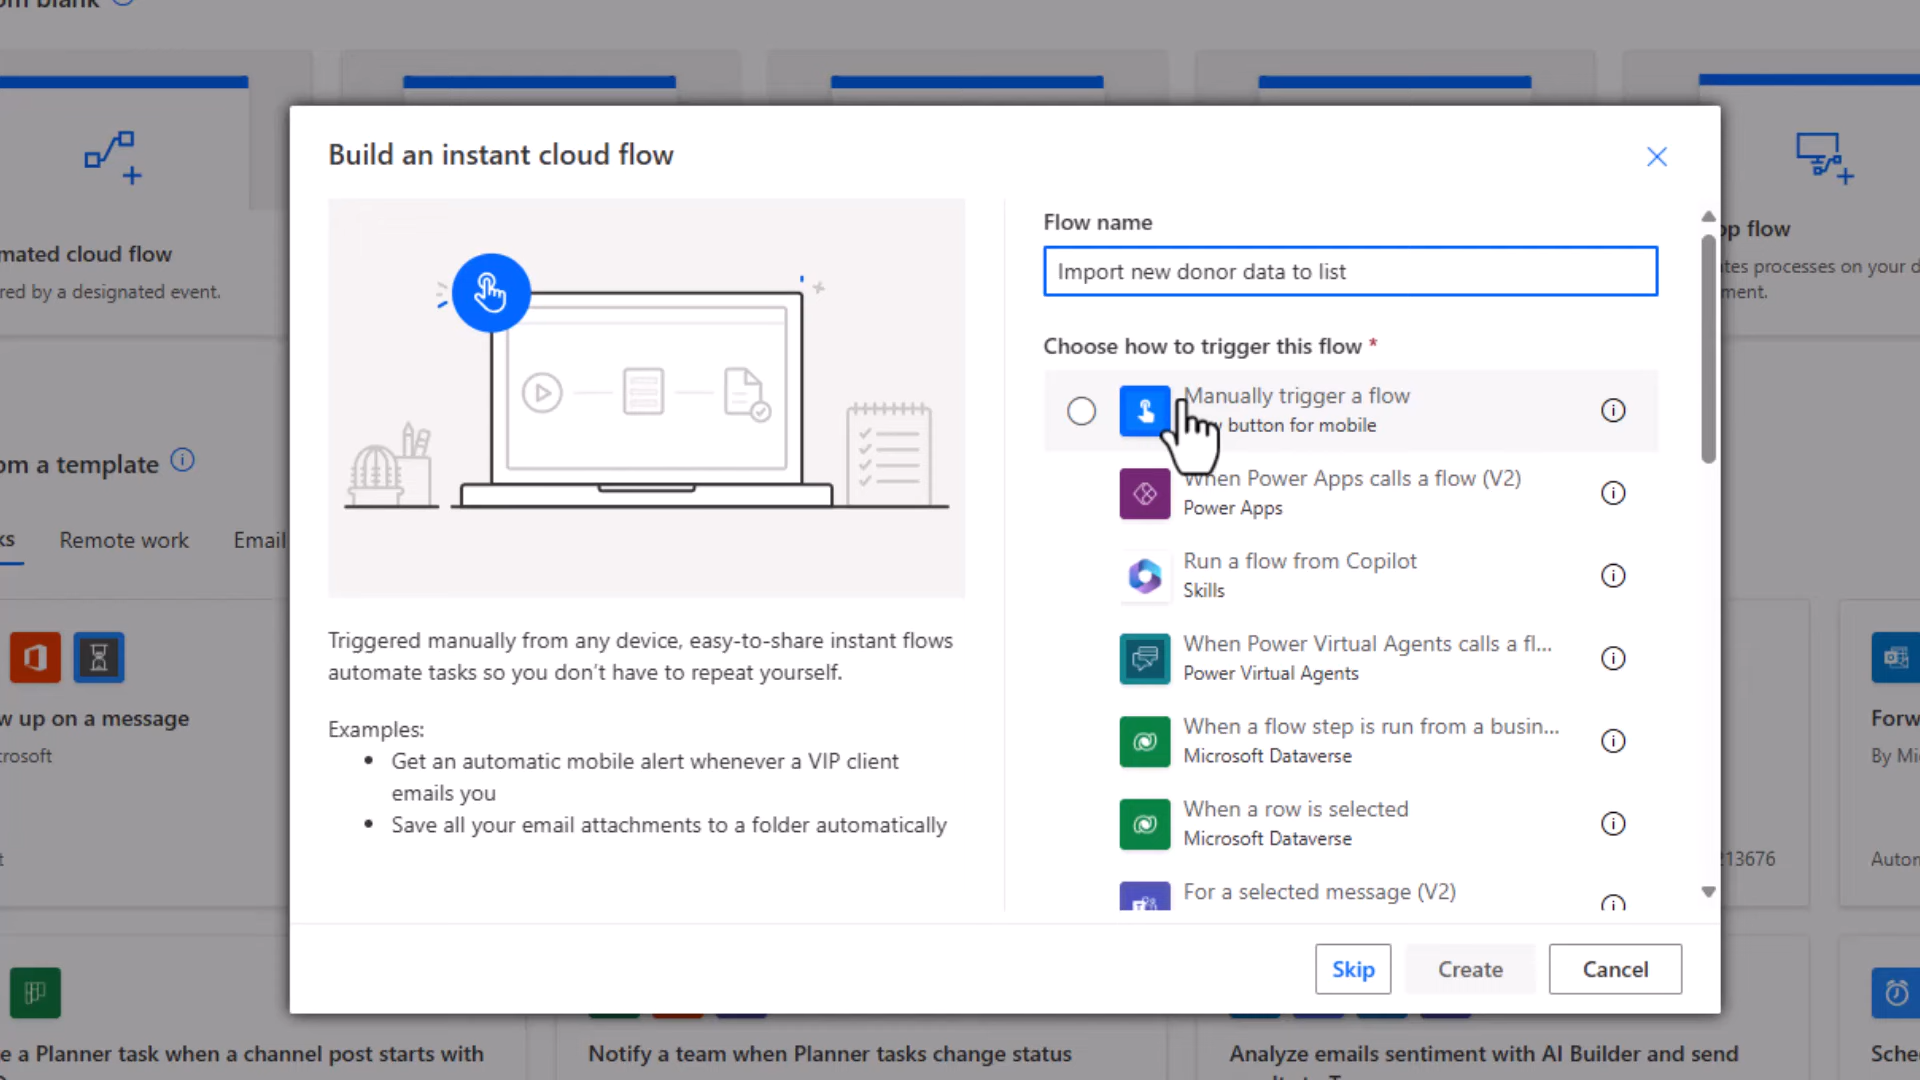 om blank
Build an instant cloud flow
Flow name
Import new donor data to list
Choose how to trigger this flow *
Manually trigger a flow
button for mobile
When Power Apps calls a flow (V2)
Power Apps
Run a flow from Copilot
Skills
When Power Virtual Agents calls a fl...
Power Virtual Agents
When a flow step is run from a busin...
Microsoft Dataverse
When a row is selected
Microsoft Dataverse
For a selected message (V2)
Triggered manually from any device, easy-to-share instant flows
automate tasks so you don't have to repeat yourself.
Examples:
• Get an automatic mobile alert whenever a VIP client
emails you
• Save all your email attachments to a folder automatically
Skip
Create
Cancel
mated cloud flow
red by a designated event.
op flow
tes processes on your d
ment.
om a template
ks
Remote work
Email
w up on a message
crosoft
t
213676
Forw
By Mi
Autom
e a Planner task when a channel post starts with
Notify a team when Planner tasks change status
Analyze emails sentiment with AI Builder and send
Sche